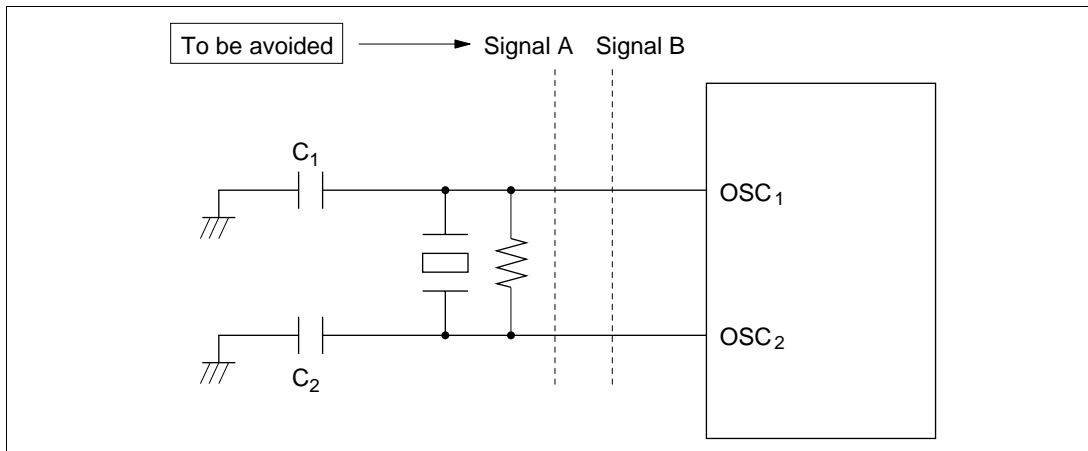 To be avoided
Signal A
Signal B
C1
OSC1
OSC2
C2